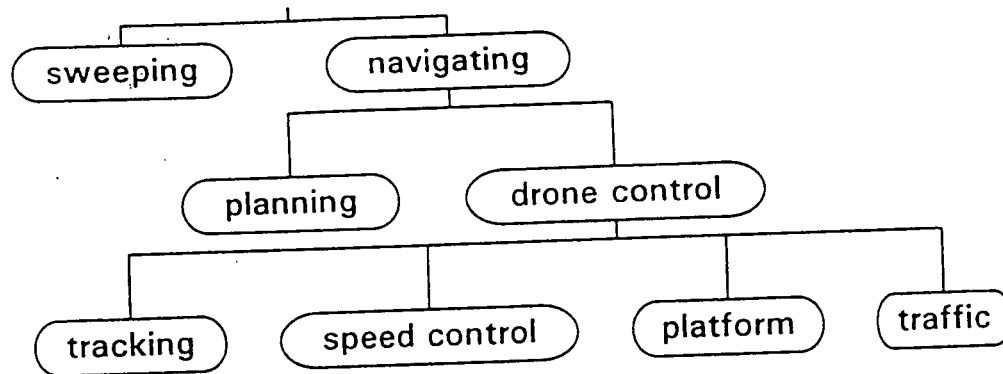 sweeping
navigating
planning
drone control
tracking
speed control
platform
traffic